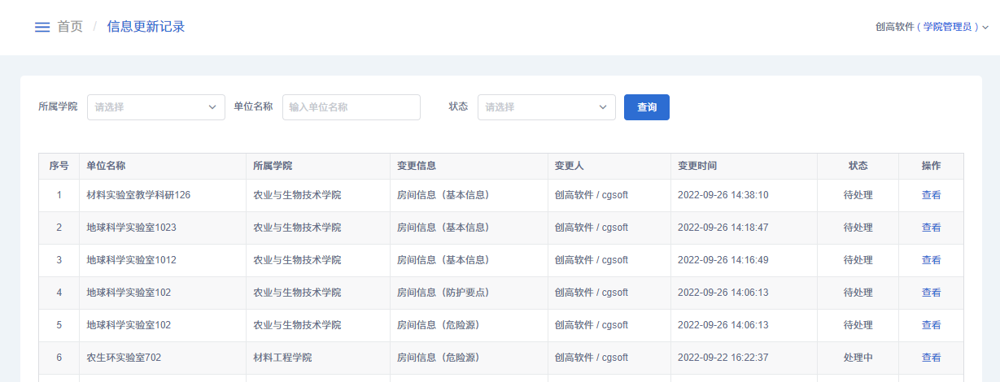 首页 / 信息更新记录 创高软件 ( 学院管理员 )
所属学院 请选择 单位名称 输入单位名称 状态 请选择 查询
序号 单位名称 所属学院 变更信息 变更人 变更时间 状态 操作
1 材料实验室教学科研126 农业与生物技术学院 房间信息（基本信息） 创高软件 / cgsoft 2022-09-26 14:38:10 待处理 查看
2 地球科学实验室1023 农业与生物技术学院 房间信息（基本信息） 创高软件 / cgsoft 2022-09-26 14:18:47 待处理 查看
3 地球科学实验室1012 农业与生物技术学院 房间信息（基本信息） 创高软件 / cgsoft 2022-09-26 14:16:49 待处理 查看
4 地球科学实验室102 农业与生物技术学院 房间信息（防护要点） 创高软件 / cgsoft 2022-09-26 14:06:13 待处理 查看
5 地球科学实验室102 农业与生物技术学院 房间信息（危险源） 创高软件 / cgsoft 2022-09-26 14:06:13 待处理 查看
6 农生环实验室702 材料工程学院 房间信息（危险源） 创高软件 / cgsoft 2022-09-22 16:22:37 处理中 查看